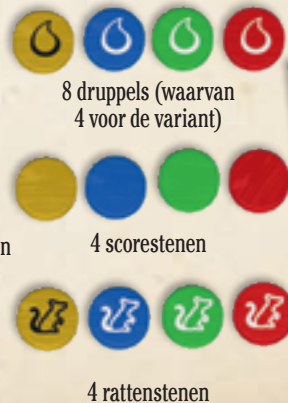 8 druppels (waarvan
4 voor de variant)
n
4 scorestenen
4 rattenstenen